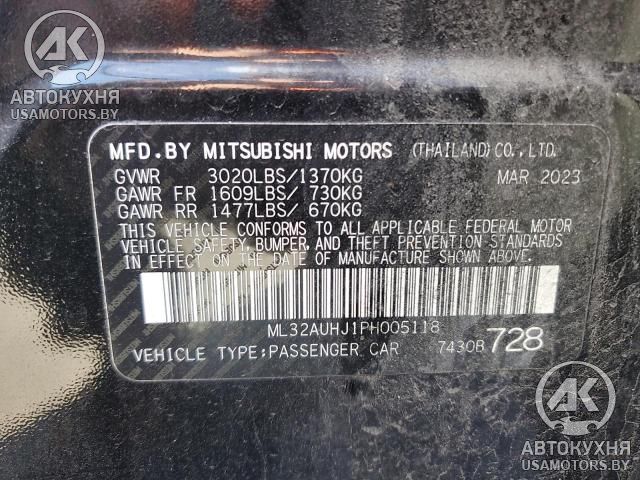 AK
АВТОКУХНЯ
USAMOTORS.BY
MFD.BY MITSUBISHI MOTORS (THAILAND)CO.,LTD.
GVWR 3020LBS/1370KG MAR 2023
GAWR FR 1609LBS/ 730KG
GAWR RR 1477LBS/ 670KG
THIS VEHICLE CONFORMS TO ALL APPLICABLE FEDERAL MOTOR
VEHICLE SAFETY, BUMPER, AND THEFT PREVENTION STANDARDS
IN EFFECT ON THE DATE OF MANUFACTURE SHOWN ABOVE.
ML32AUHJ1PH005118
VEHICLE TYPE:PASSENGER CAR 7430B 728
AK
АВТОКУХНЯ
USAMOTORS.BY